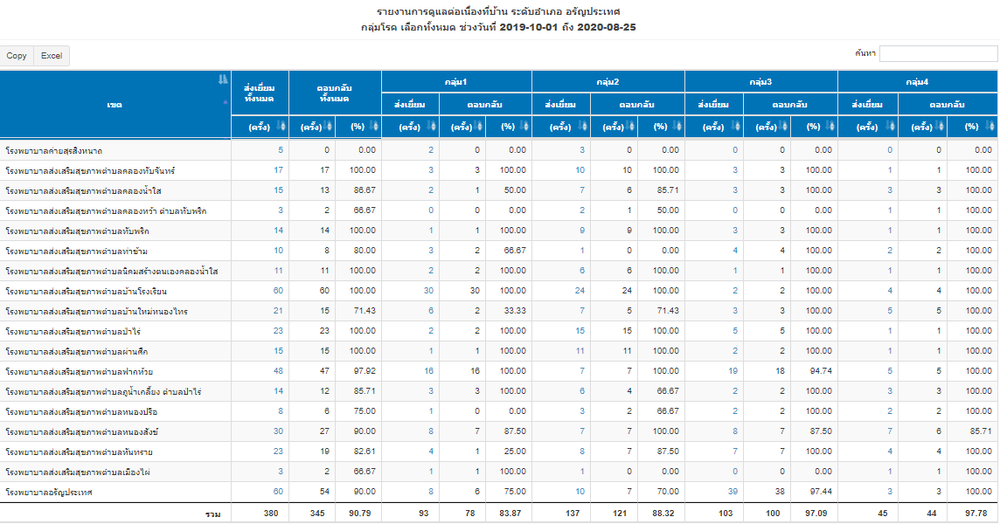 รายงานการดูแลต่อเนื่องที่บ้าน ระดับอำเภอ อรัญประเทศ
กลุ่มโรค เลือกทั้งหมด ช่วงวันที่ 2019-10-01 ถึง 2020-08-25
Copy Excel ค้นหา
เขต ส่งเยี่ยมทั้งหมด ตอบกลับทั้งหมด กลุ่ม1 กลุ่ม2 กลุ่ม3 กลุ่ม4
ส่งเยี่ยม ตอบกลับ ส่งเยี่ยม ตอบกลับ ส่งเยี่ยม ตอบกลับ ส่งเยี่ยม ตอบกลับ
(ครั้ง) (ครั้ง) (%) (ครั้ง) (ครั้ง) (%) (ครั้ง) (ครั้ง) (%) (ครั้ง) (ครั้ง) (%) (ครั้ง) (ครั้ง) (%)
โรงพยาบาลค่ายสุรสิงหนาถ 5 0 0.00 2 0 0.00 3 0 0.00 0 0 0.00 0 0 0.00
โรงพยาบาลส่งเสริมสุขภาพตำบลคลองทับจันทร์ 17 17 100.00 3 3 100.00 10 10 100.00 3 3 100.00 1 1 100.00
โรงพยาบาลส่งเสริมสุขภาพตำบลคลองน้ำใส 15 13 86.67 2 1 50.00 7 6 85.71 3 3 100.00 3 3 100.00
โรงพยาบาลส่งเสริมสุขภาพตำบลคลองหว้า ตำบลทับพริก 3 2 66.67 0 0 0.00 2 1 50.00 0 0 0.00 1 1 100.00
โรงพยาบาลส่งเสริมสุขภาพตำบลทับพริก 14 14 100.00 1 1 100.00 9 9 100.00 3 3 100.00 1 1 100.00
โรงพยาบาลส่งเสริมสุขภาพตำบลท่าข้าม 10 8 80.00 3 2 66.67 1 0 0.00 4 4 100.00 2 2 100.00
โรงพยาบาลส่งเสริมสุขภาพตำบลนิคมสร้างตนเองคลองน้ำใส 11 11 100.00 2 2 100.00 6 6 100.00 1 1 100.00 1 1 100.00
โรงพยาบาลส่งเสริมสุขภาพตำบลบ้านโรงเรียน 60 60 100.00 30 30 100.00 24 24 100.00 2 2 100.00 4 4 100.00
โรงพยาบาลส่งเสริมสุขภาพตำบลบ้านใหม่หนองไทร 21 15 71.43 6 2 33.33 7 5 71.43 3 3 100.00 5 5 100.00
โรงพยาบาลส่งเสริมสุขภาพตำบลป่าไร่ 23 23 100.00 2 2 100.00 15 15 100.00 5 5 100.00 1 1 100.00
โรงพยาบาลส่งเสริมสุขภาพตำบลผ่านศึก 15 15 100.00 1 1 100.00 11 11 100.00 2 2 100.00 1 1 100.00
โรงพยาบาลส่งเสริมสุขภาพตำบลฟากห้วย 48 47 97.92 16 16 100.00 7 7 100.00 19 18 94.74 5 5 100.00
โรงพยาบาลส่งเสริมสุขภาพตำบลภูน้ำเกลี้ยง ตำบลป่าไร่ 14 12 85.71 3 3 100.00 6 4 66.67 2 2 100.00 3 3 100.00
โรงพยาบาลส่งเสริมสุขภาพตำบลหนองปรือ 8 6 75.00 1 0 0.00 3 2 66.67 2 2 100.00 2 2 100.00
โรงพยาบาลส่งเสริมสุขภาพตำบลหนองสังข์ 30 27 90.00 8 7 87.50 7 7 100.00 8 7 87.50 7 6 85.71
โรงพยาบาลส่งเสริมสุขภาพตำบลหันทราย 23 19 82.61 4 1 25.00 8 7 87.50 7 7 100.00 4 4 100.00
โรงพยาบาลส่งเสริมสุขภาพตำบลเมืองไผ่ 3 2 66.67 1 1 100.00 1 0 0.00 0 0 0.00 1 1 100.00
โรงพยาบาลอรัญประเทศ 60 54 90.00 8 6 75.00 10 7 70.00 39 38 97.44 3 3 100.00
รวม 380 345 90.79 93 78 83.87 137 121 88.32 103 100 97.09 45 44 97.78